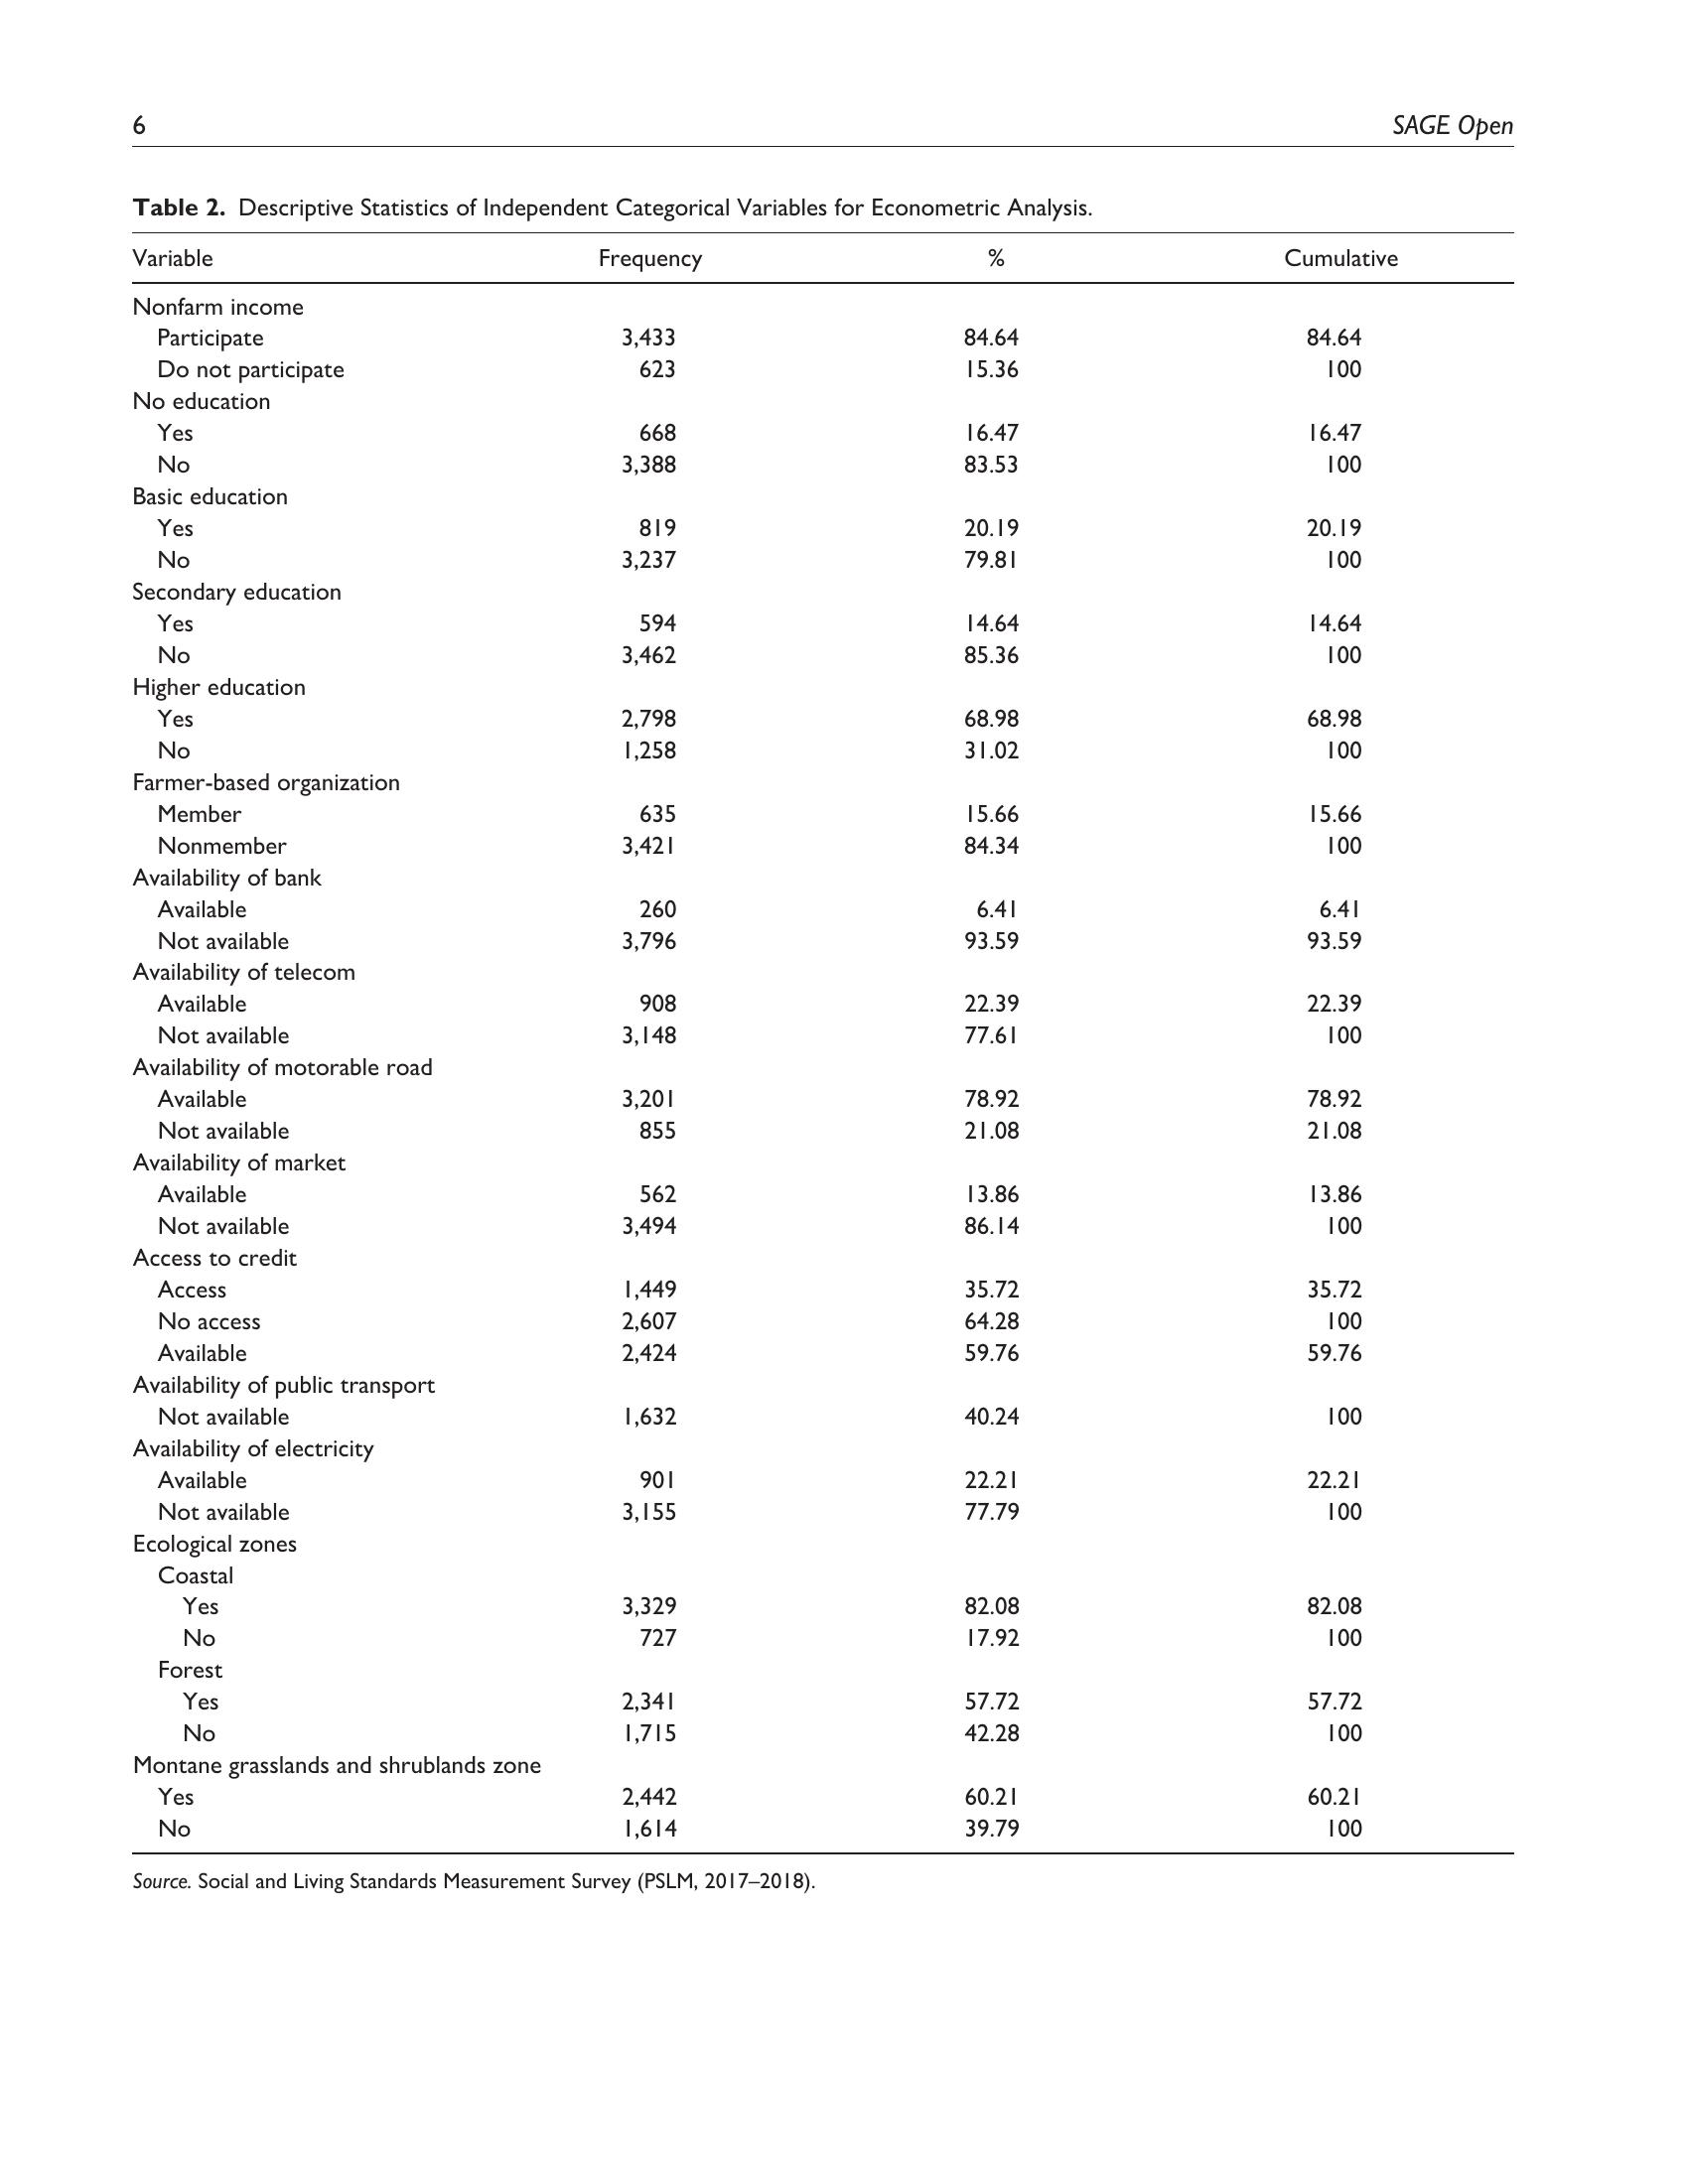 6 SAGE Open
Table 2. Descriptive Statistics of Independent Categorical Variables for Econometric Analysis.
Variable Frequency % Cumulative
Nonfarm income
Participate 3,433 84.64 84.64
Do not participate 623 15.36 100
No education
Yes 668 16.47 16.47
No 3,388 83.53 100
Basic education
Yes 819 20.19 20.19
No 3,237 79.81 100
Secondary education
Yes 594 14.64 14.64
No 3,462 85.36 100
Higher education
Yes 2,798 68.98 68.98
No 1,258 31.02 100
Farmer-based organization
Member 635 15.66 15.66
Nonmember 3,421 84.34 100
Availability of bank
Available 260 6.41 6.41
Not available 3,796 93.59 93.59
Availability of telecom
Available 908 22.39 22.39
Not available 3,148 77.61 100
Availability of motorable road
Available 3,201 78.92 78.92
Not available 855 21.08 21.08
Availability of market
Available 562 13.86 13.86
Not available 3,494 86.14 100
Access to credit
Access 1,449 35.72 35.72
No access 2,607 64.28 100
Available 2,424 59.76 59.76
Availability of public transport
Not available 1,632 40.24 100
Availability of electricity
Available 901 22.21 22.21
Not available 3,155 77.79 100
Ecological zones
Coastal
Yes 3,329 82.08 82.08
No 727 17.92 100
Forest
Yes 2,341 57.72 57.72
No 1,715 42.28 100
Montane grasslands and shrublands zone
Yes 2,442 60.21 60.21
No 1,614 39.79 100
Source. Social and Living Standards Measurement Survey (PSLM, 2017–2018).